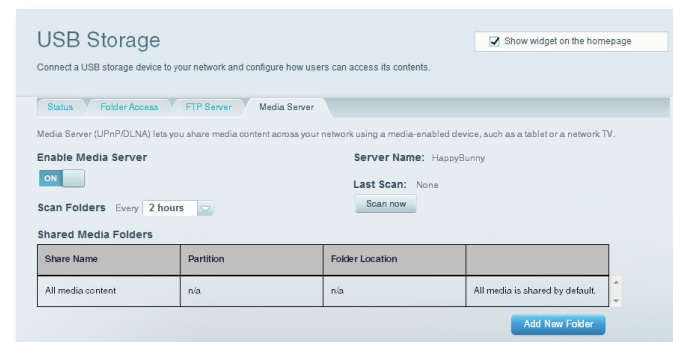 USB Storage
Show widget on the homepage
Connect a USB storage device to your network and configure how users can access its contents.
Status Folder Access FTP Server Media Server
Media Server (UPnP/DLNA) lets you share media content across your network using a media-enabled device, such as a tablet or a network TV.
Enable Media Server
Server Name: HappyBunny
ON
Last Scan: None
Scan Folders Every 2 hours
Scan now
Shared Media Folders
Share Name Partition Folder Location
All media content n/a n/a All media is shared by default.
Add New Folder